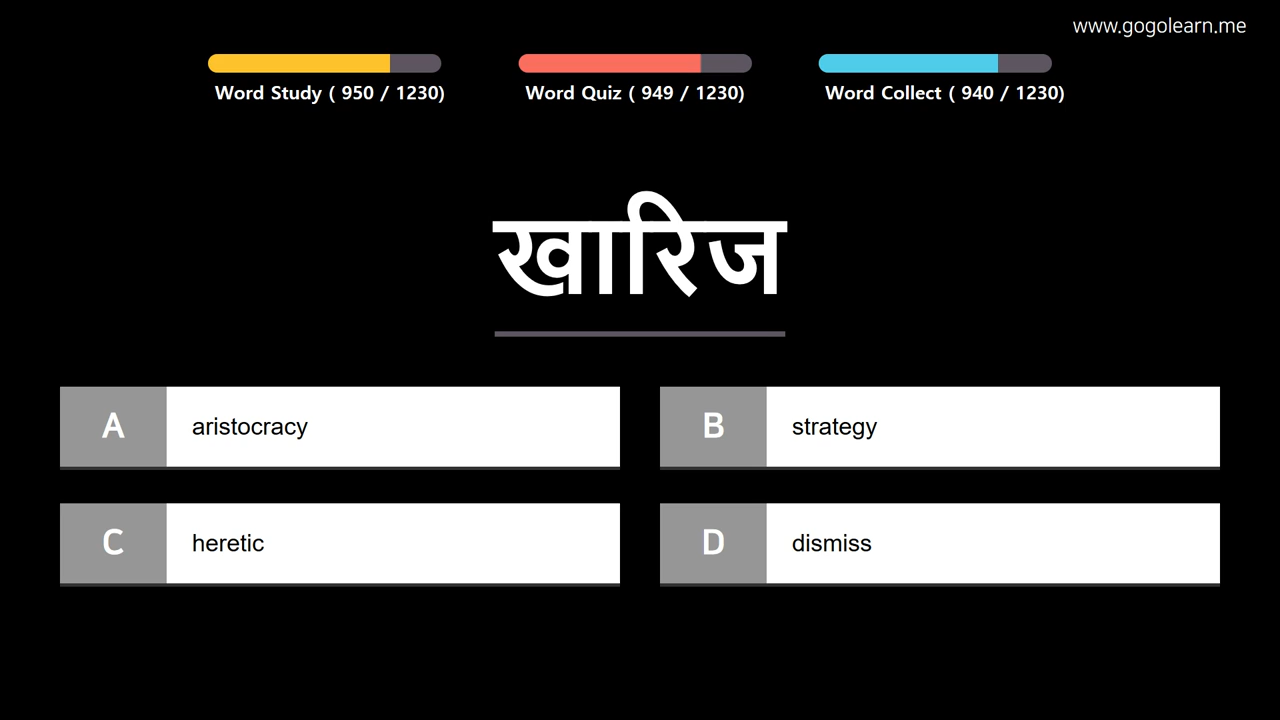 www.gogolearn.me
Word Study ( 950 / 1230)
Word Quiz ( 949 / 1230)
Word Collect ( 940 / 1230)
खारिज
A aristocracy
B strategy
C heretic
D dismiss